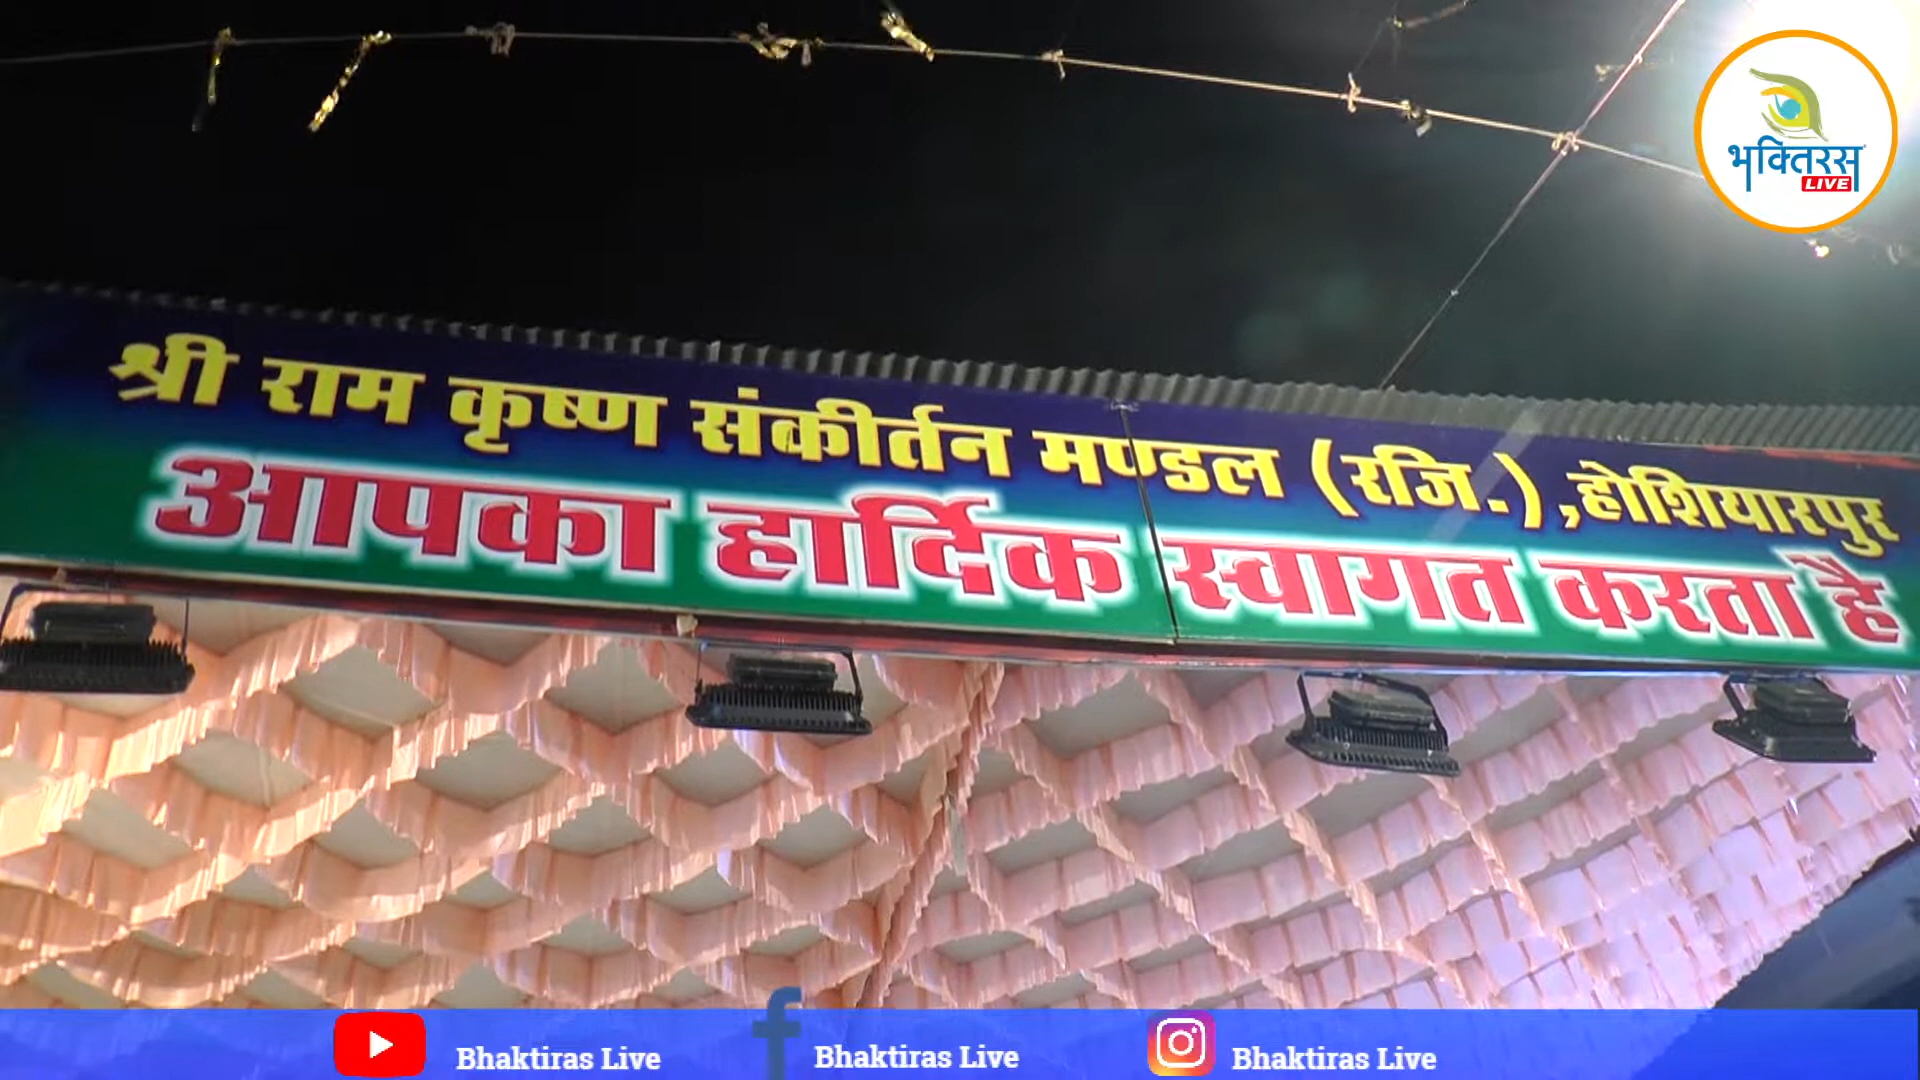 भक्तिरस
LIVE
श्री राम कृष्ण संकीर्तन मण्डल (रजि.),होशियारपुर
आपका हार्दिक स्वागत करता है
Bhaktiras Live
Bhaktiras Live
Bhaktiras Live